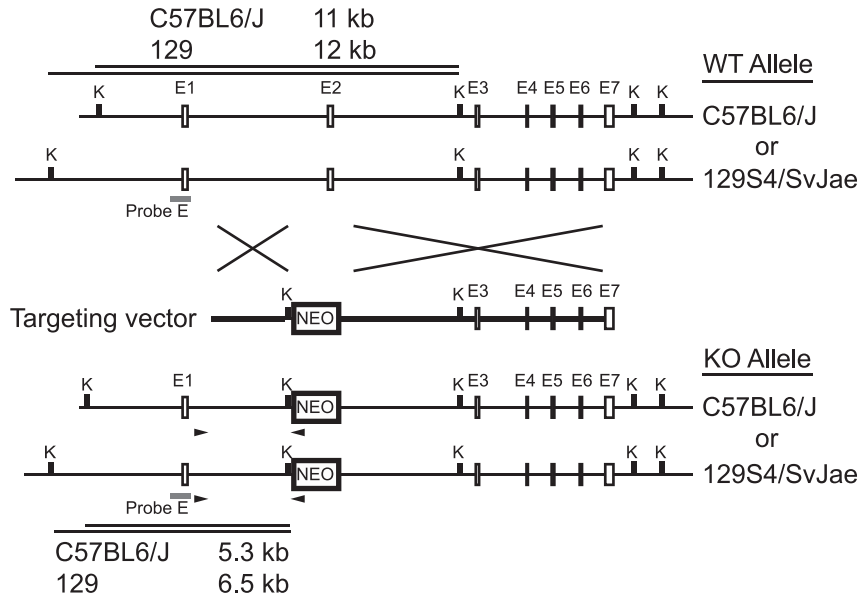 C57BL6/J 11 kb
129 12 kb
WT Allele
K E1 E2 K E3 E4 E5 E6 E7 K K
C57BL6/J
or
K K K K
129S4/SvJae
Probe E
Targeting vector
K NEO K E3 E4 E5 E6 E7
KO Allele
K E1 K NEO K E3 E4 E5 E6 E7 K K
C57BL6/J
or
K K NEO K K K
129S4/SvJae
Probe E
C57BL6/J 5.3 kb
129 6.5 kb